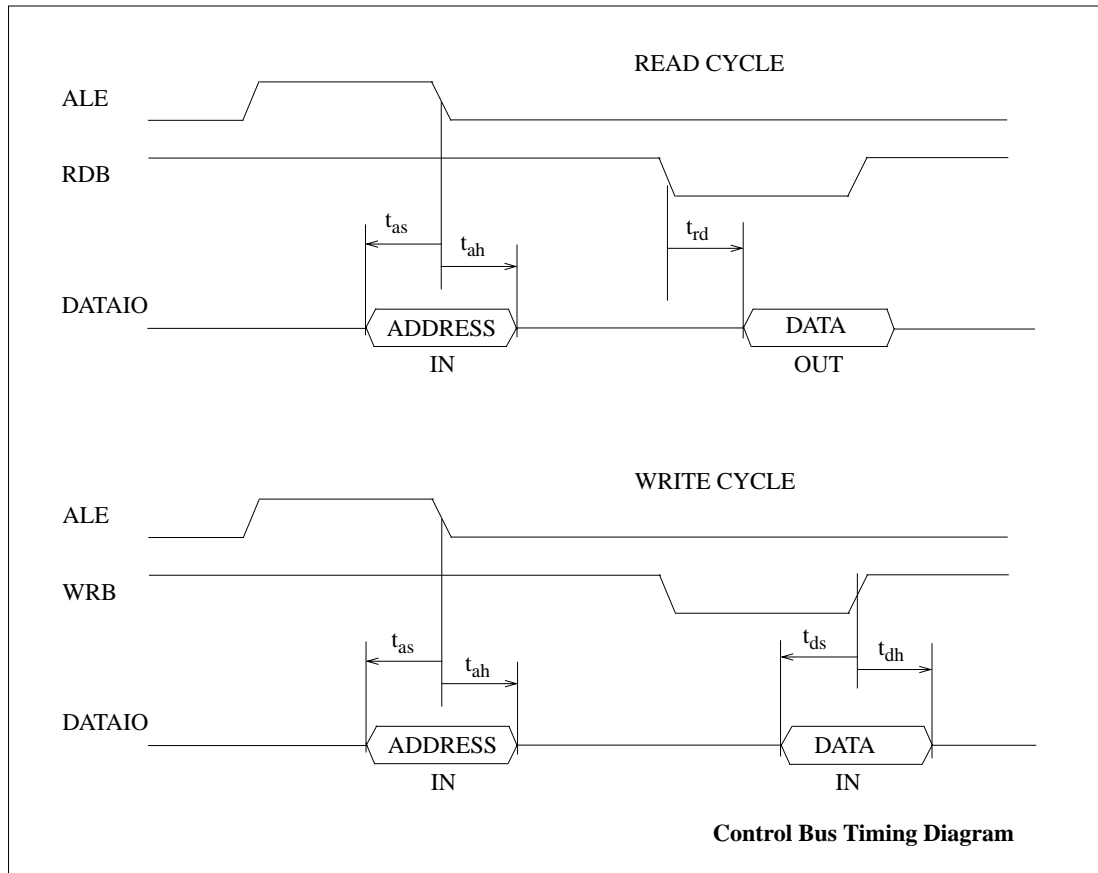 READ CYCLE
ALE
RDB
t_as
t_ah
t_rd
DATAIO
ADDRESS
DATA
IN
OUT
WRITE CYCLE
ALE
WRB
t_as
t_ah
t_ds
t_dh
DATAIO
ADDRESS
DATA
IN
IN
Control Bus Timing Diagram